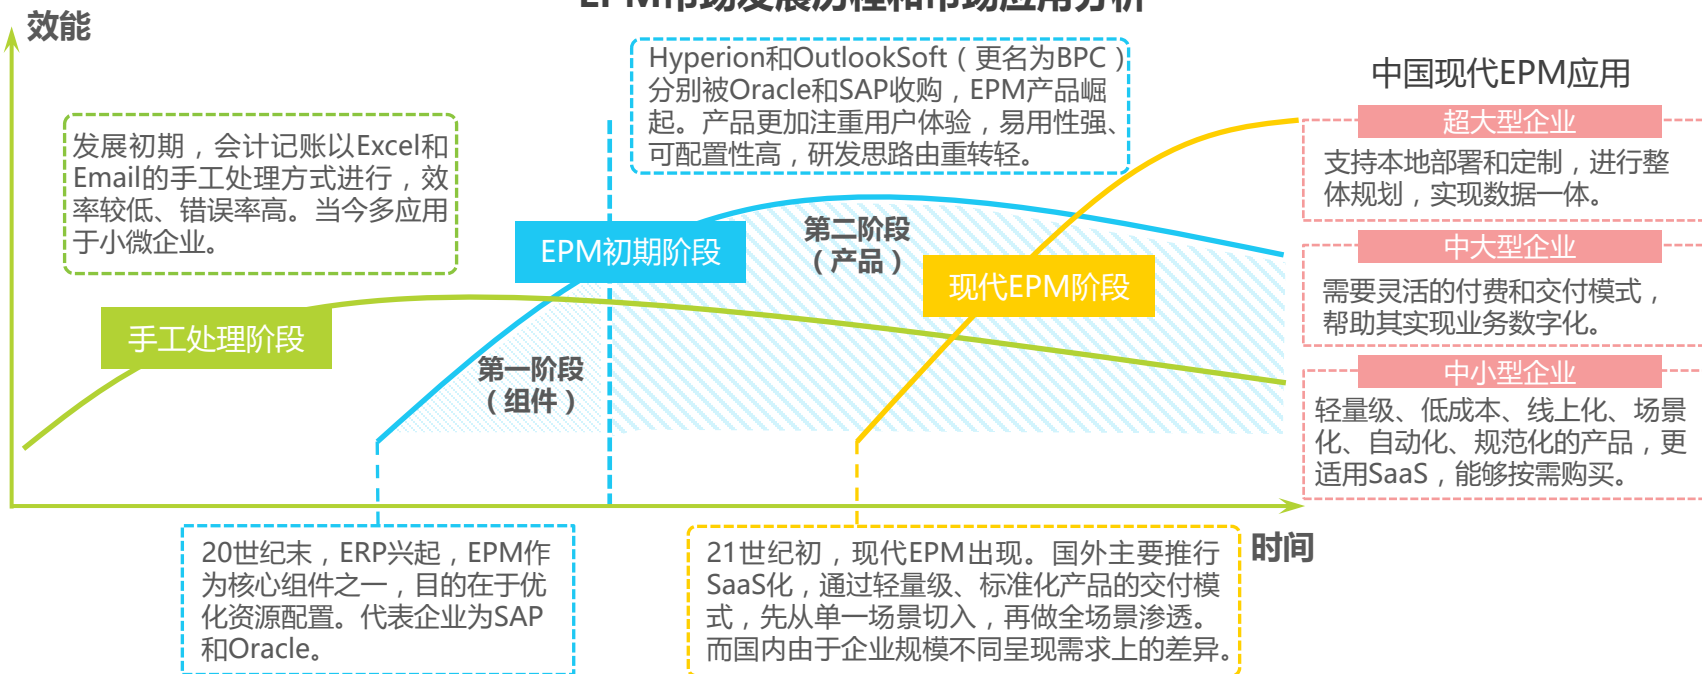 EPM市场发展历程和市场应用分析
效能
发展初期，会计记账以Excel和
Email的手工处理方式进行，效
率较低、错误率高。当今多应用
于小微企业。
Hyperion和OutlookSoft（更名为BPC）
分别被Oracle和SAP收购，EPM产品崛
起。产品更加注重用户体验，易用性强、
可配置性高，研发思路由重转轻。
手工处理阶段
EPM初期阶段
第一阶段
（组件）
第二阶段
（产品）
现代EPM阶段
中国现代EPM应用
超大型企业
支持本地部署和定制，进行整
体规划，实现数据一体。
中大型企业
需要灵活的付费和交付模式，
帮助其实现业务数字化。
中小型企业
轻量级、低成本、线上化、场景
化、自动化、规范化的产品，更
适用SaaS，能够按需购买。
时间
20世纪末，ERP兴起，EPM作
为核心组件之一，目的在于优
化资源配置。代表企业为SAP
和Oracle。
21世纪初，现代EPM出现。国外主要推行
SaaS化，通过轻量级、标准化产品的交付模
式，先从单一场景切入，再做全场景渗透。
而国内由于企业规模不同呈现需求上的差异。